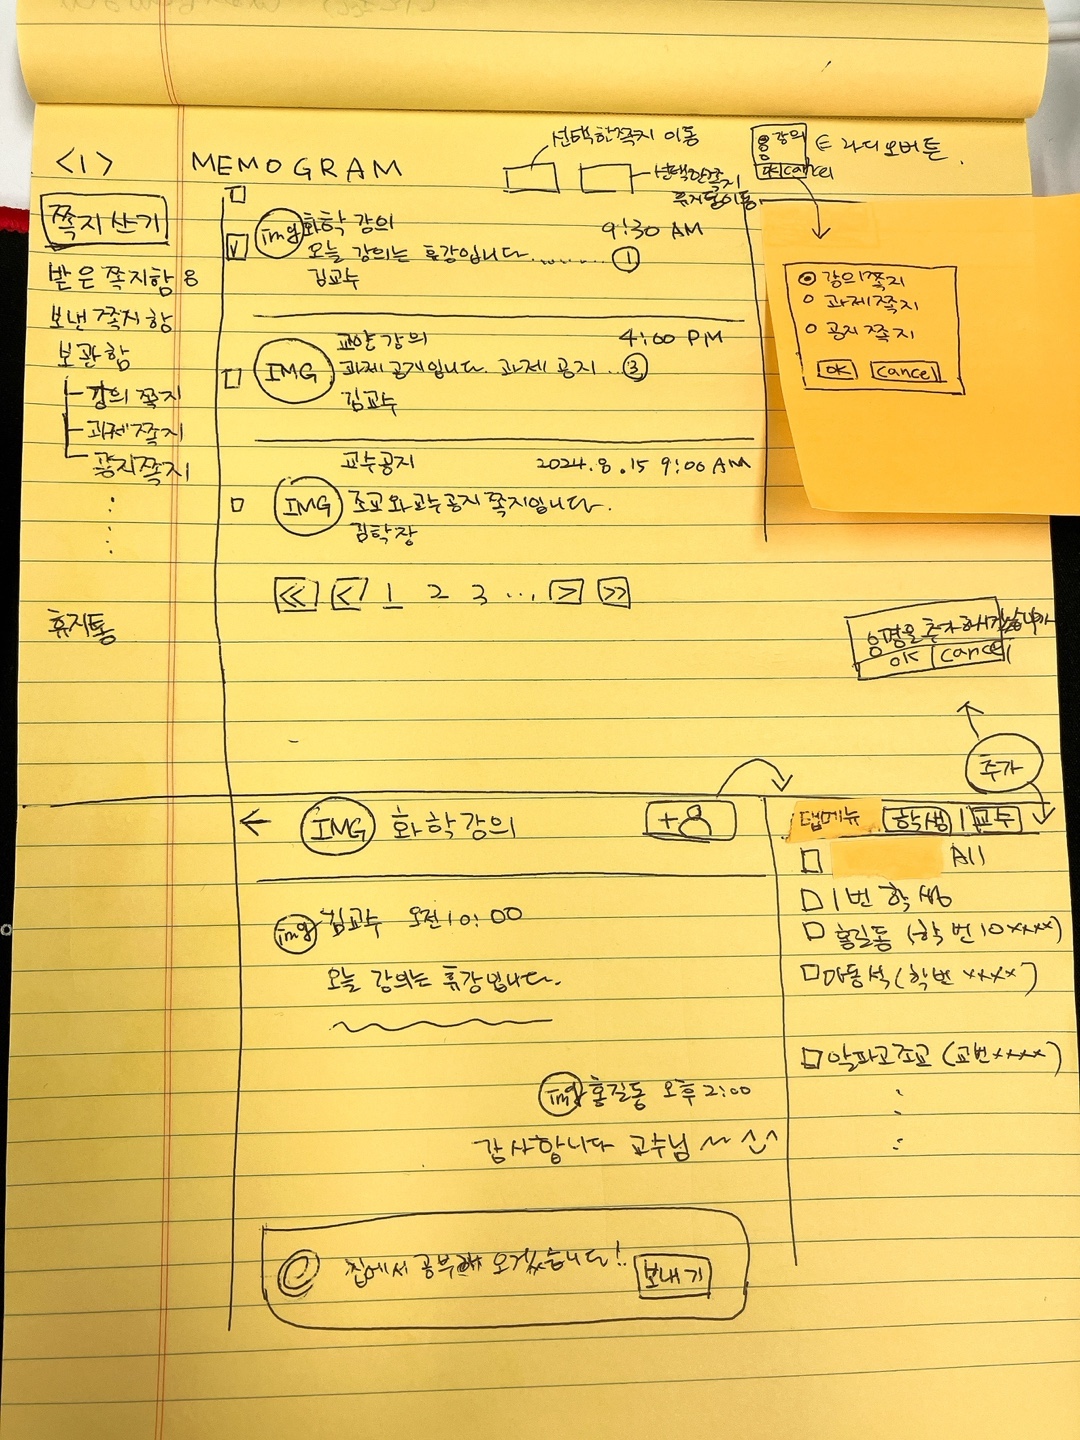 <1> MEMOGRAM
선택한쪽지 이동
선택한쪽지
휴지통이동
강의
OK cancel
E 라디오버튼.
쪽지쓰기
받은 쪽지함 8
보낸 쪽지함
보관함
강의 쪽지
과제쪽지
공지쪽지
휴지통
img 화학 강의 9:30 AM
오늘 강의는 휴강입니다......... 1
김교수
교양 강의 4:00 PM
IMG 과제 공개입니다. 과제 공지.. 3
김교수
교수공지 2024.8.15 9:00 AM
IMG 조교와 교수공지 쪽지입니다.
김학장
<< < 1 2 3 ... > >>
강의쪽지
과제쪽지
공지 쪽지
OK Cancel
명을 추가하시겠습니까
OK cancel
추가
← IMG 화학강의 +
img 김교수 오전 10:00
오늘 강의는 휴강입니다.
img 홍길동 오후 2:00
감사합니다 교수님 ~ ^^
집에서 공부해 오겠습니다!. 보내기
탭메뉴 학생 | 교수
All
1번 학생
홍길동 (학번 10xxxx)
마동석 (학번 xxxx)
알파고조교 (교번xxxx)